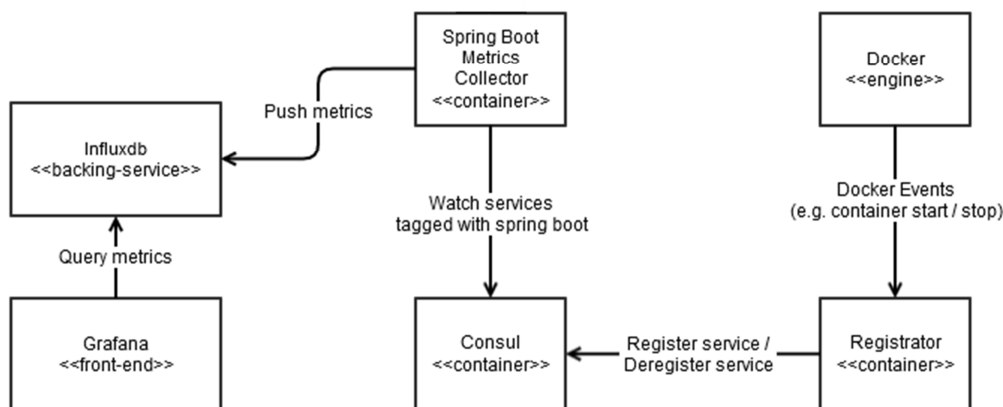 Spring Boot
Metrics
Collector
<<container>>
Docker
<<engine>>
Push metrics
Influxdb
<<backing-service>>
Watch services
tagged with spring boot
Docker Events
(e.g. container start / stop)
Query metrics
Grafana
<<front-end>>
Consul
<<container>>
Register service /
Deregister service
Registrator
<<container>>